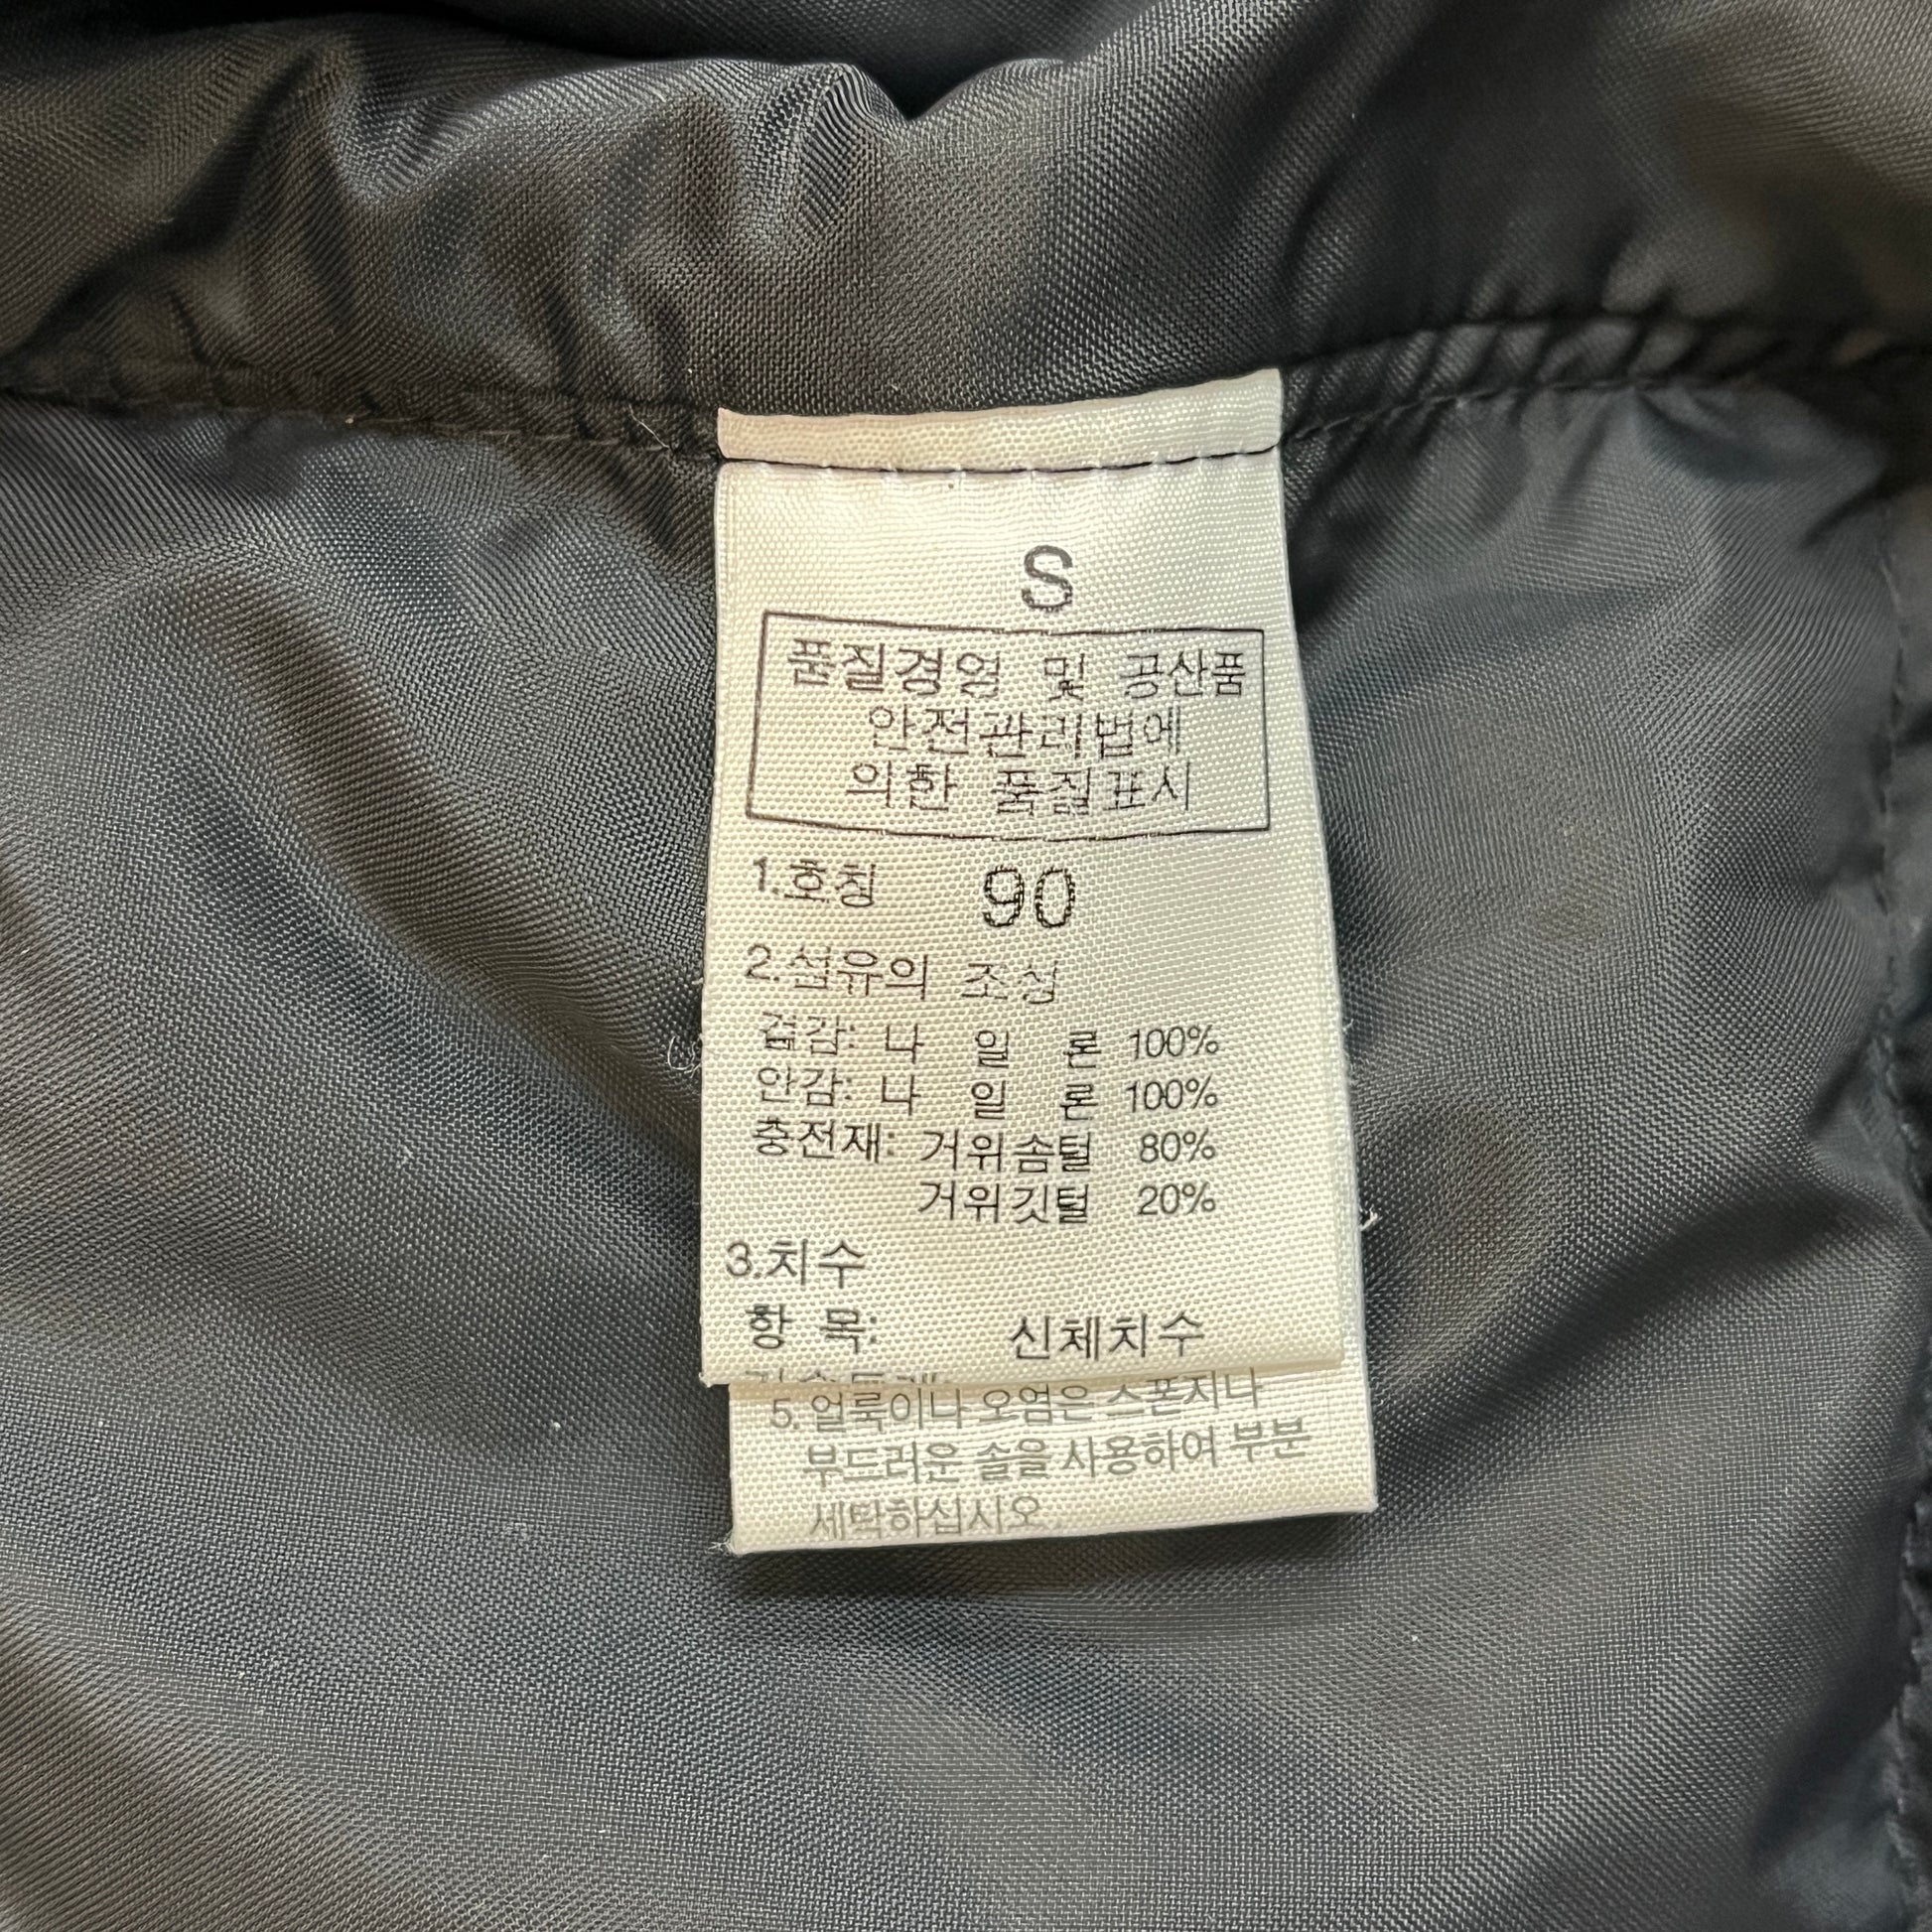 S
품질경영 및 공산품
안전관리법에
의한 품질표시
1.호칭 90
2.섬유의 조성
겉감: 나 일 론 100%
안감: 나 일 론 100%
충전재: 거위솜털 80%
거위깃털 20%
3.치수
항 목: 신체치수
5.얼룩이나 오염은 스폰지나
부드러운 솔을 사용하여 부분
세탁하십시오.